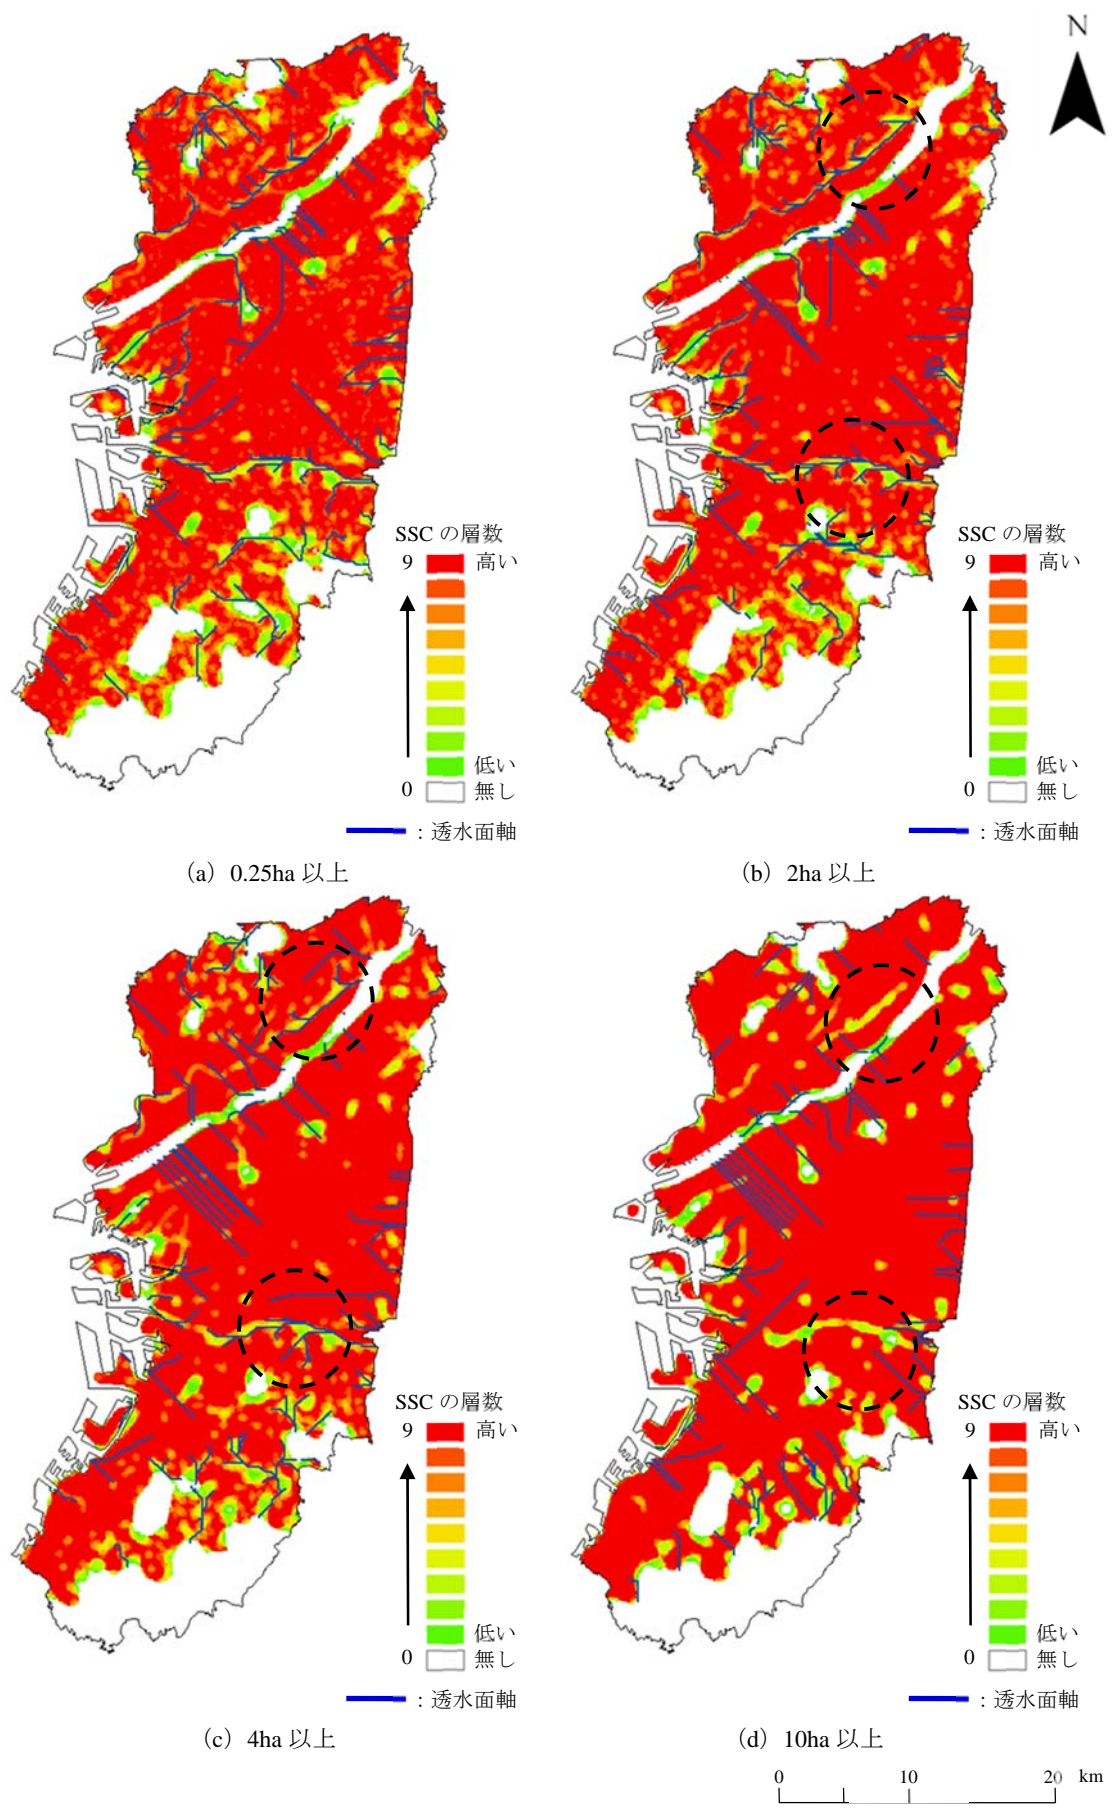 N
SSC の層数
9 高い
低い
0 無し
：透水面軸
SSC の層数
9 高い
低い
0 無し
：透水面軸
(a) 0.25ha 以上
(b) 2ha 以上
SSC の層数
9 高い
低い
0 無し
：透水面軸
SSC の層数
9 高い
低い
0 無し
：透水面軸
(c) 4ha 以上
(d) 10ha 以上
0 10 20 km